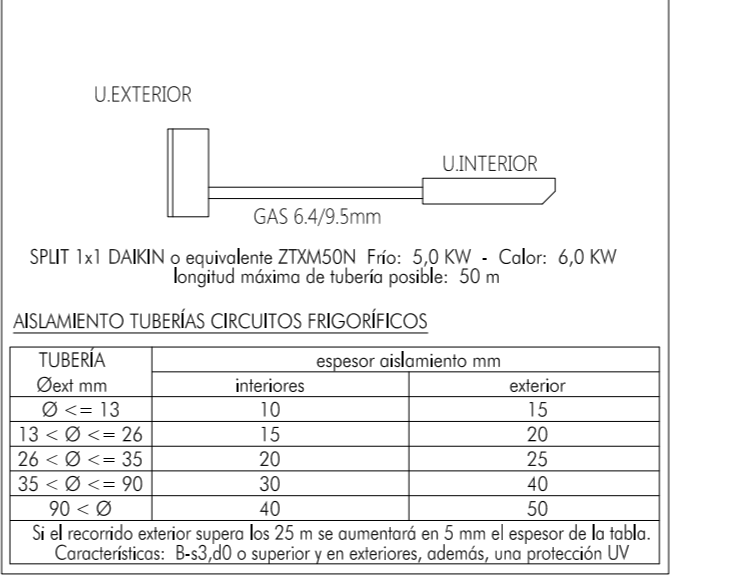 U.EXTERIOR
U.INTERIOR
GAS 6.4/9.5mm
SPLIT 1x1 DAIKIN o equivalente ZTXM50N Frío: 5,0 KW - Calor: 6,0 KW
longitud máxima de tubería posible: 50 m
AISLAMIENTO TUBERÍAS CIRCUITOS FRIGORÍFICOS
TUBERÍA espesor aislamiento mm
Øext mm interiores exterior
Ø <= 13 10 15
13 < Ø <= 26 15 20
26 < Ø <= 35 20 25
35 < Ø <= 90 30 40
90 < Ø 40 50
Si el recorrido exterior supera los 25 m se aumentará en 5 mm el espesor de la tabla.
Características: B-s3,d0 o superior y en exteriores, además, una protección UV